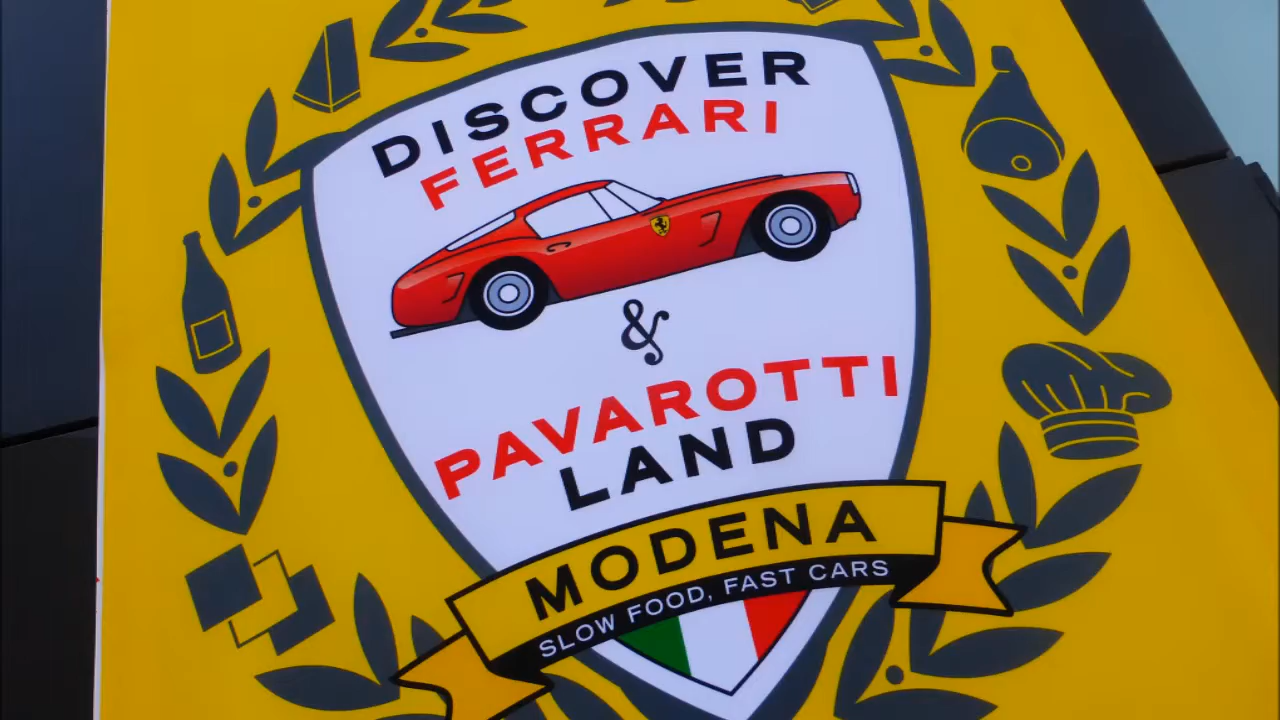 DISCOVER
FERRARI
&
PAVAROTTI
LAND
MODENA
SLOW FOOD, FAST CARS